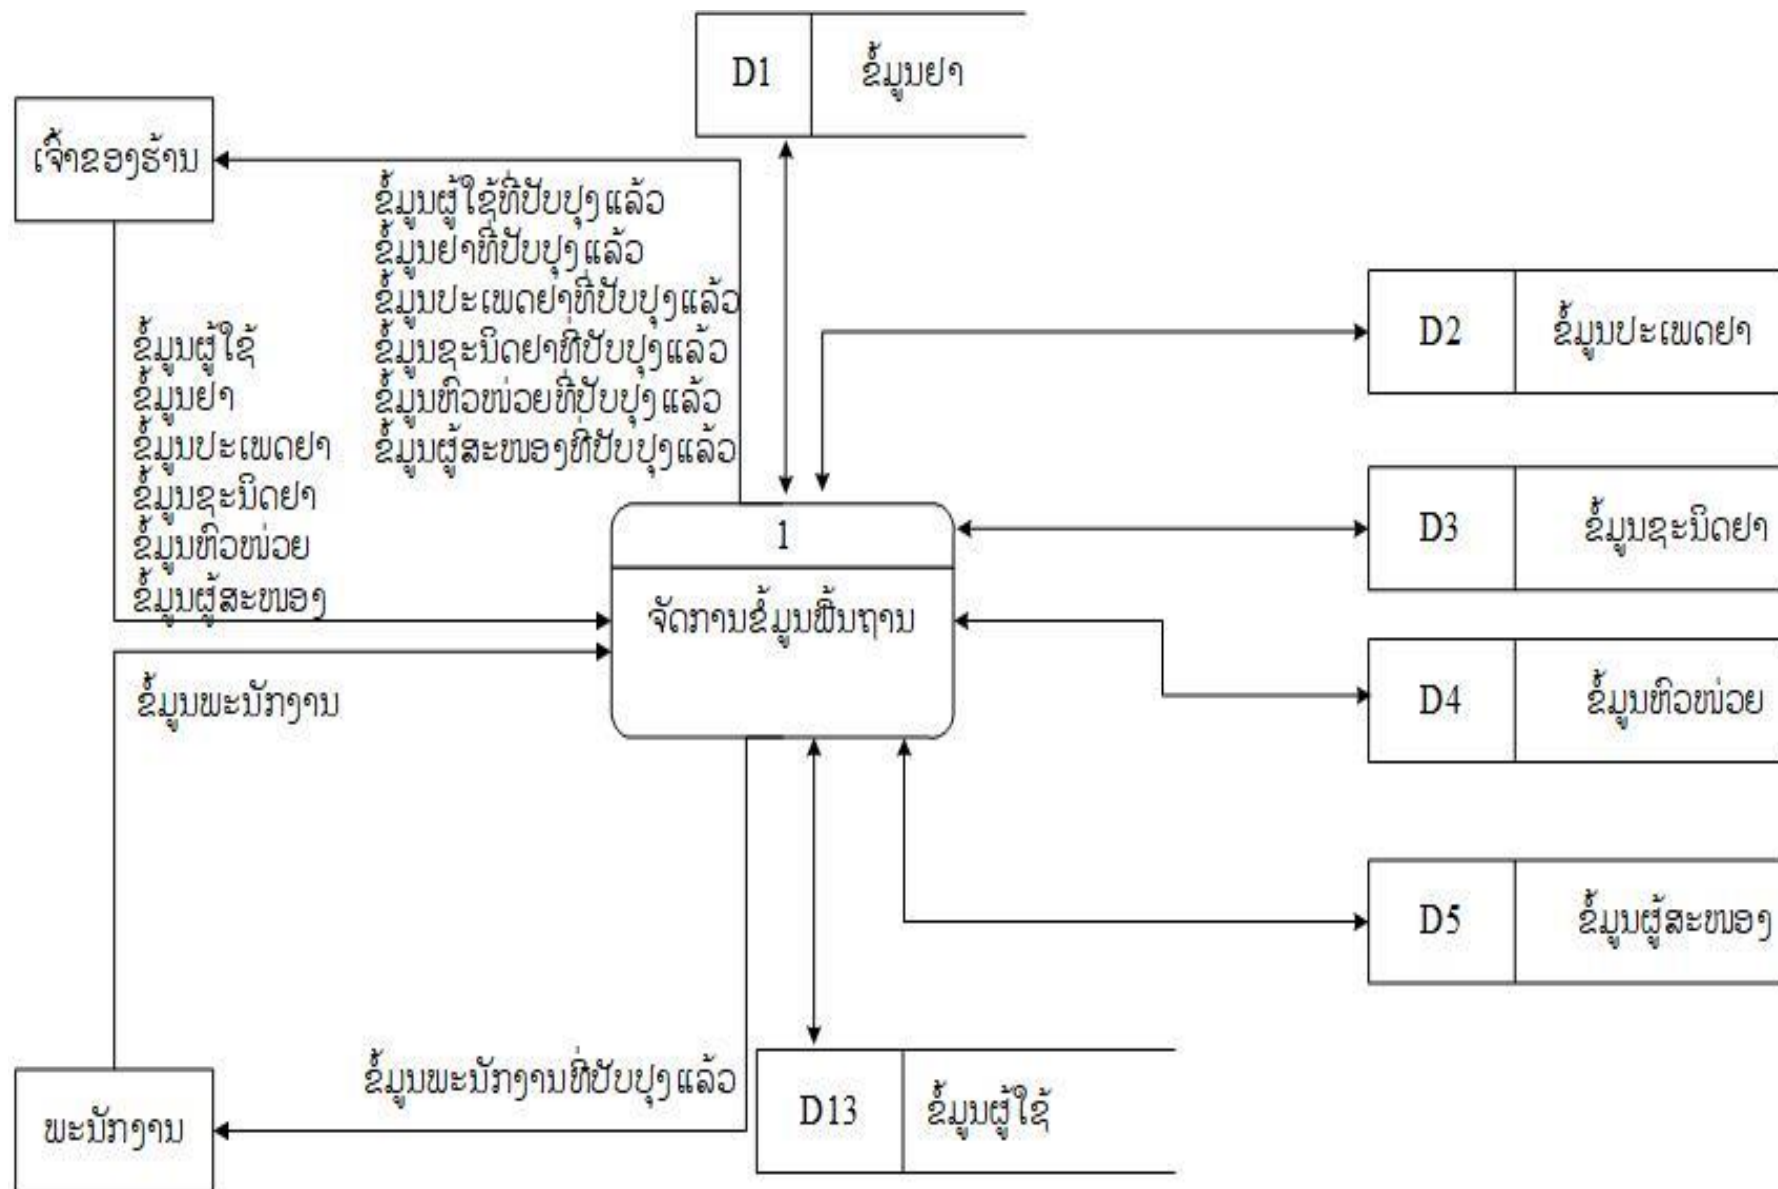 D1 ຂໍ້ມູນຢາ
ເຈົ້າຂອງຮ້ານ
ຂໍ້ມູນຜູ້ໃຊ້ທີ່ປັບປຸງແລ້ວ
ຂໍ້ມູນຢາທີ່ປັບປຸງແລ້ວ
ຂໍ້ມູນປະເພດຢາທີ່ປັບປຸງແລ້ວ
ຂໍ້ມູນຊະນິດຢາທີ່ປັບປຸງແລ້ວ
ຂໍ້ມູນຫົວໜ່ວຍທີ່ປັບປຸງແລ້ວ
ຂໍ້ມູນຜູ້ສະໜອງທີ່ປັບປຸງແລ້ວ
ຂໍ້ມູນຜູ້ໃຊ້
ຂໍ້ມູນຢາ
ຂໍ້ມູນປະເພດຢາ
ຂໍ້ມູນຊະນິດຢາ
ຂໍ້ມູນຫົວໜ່ວຍ
ຂໍ້ມູນຜູ້ສະໜອງ
D2 ຂໍ້ມູນປະເພດຢາ
D3 ຂໍ້ມູນຊະນິດຢາ
1
ຈັດການຂໍ້ມູນພື້ນຖານ
D4 ຂໍ້ມູນຫົວໜ່ວຍ
ຂໍ້ມູນພະນັກງານ
D5 ຂໍ້ມູນຜູ້ສະໜອງ
ຂໍ້ມູນພະນັກງານທີ່ປັບປຸງແລ້ວ
D13 ຂໍ້ມູນຜູ້ໃຊ້
ພະນັກງານ